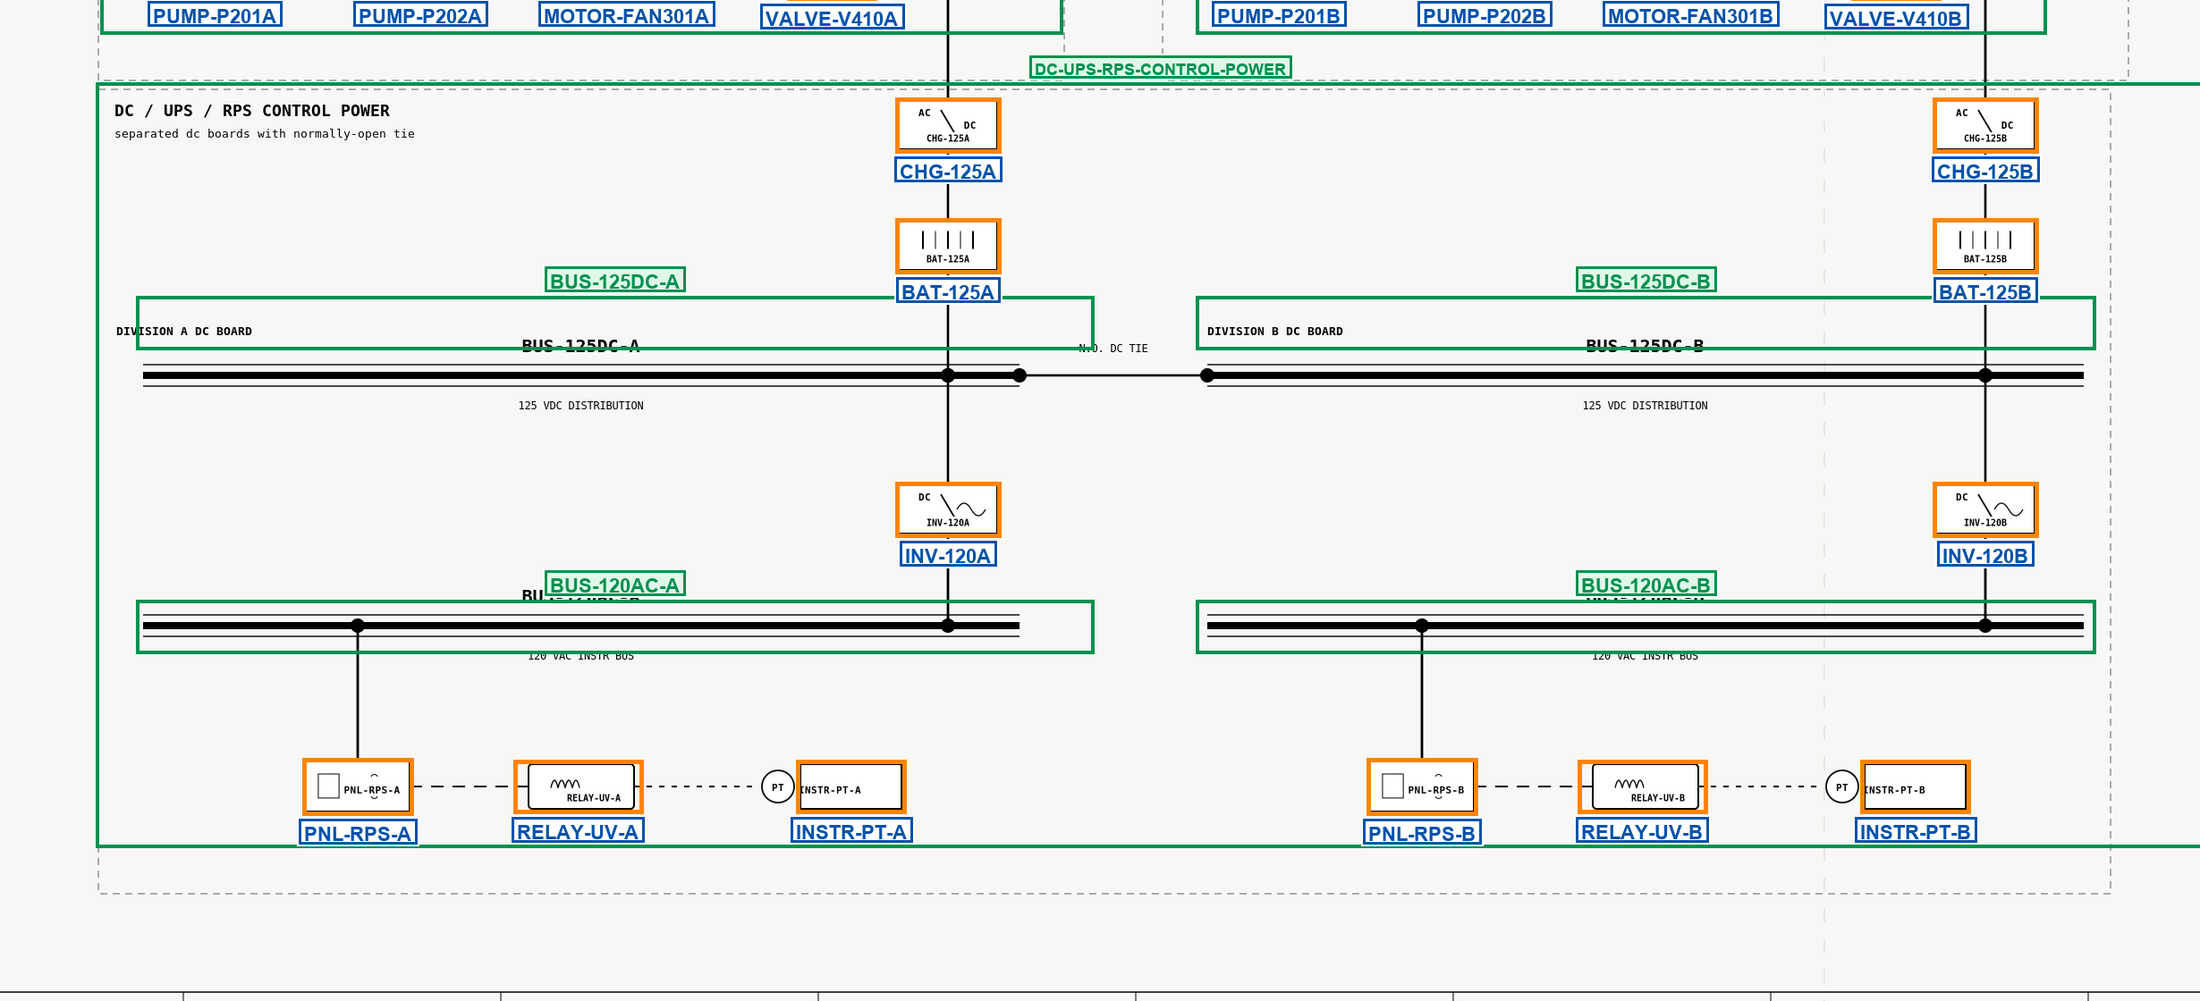 PUMP-P201A
PUMP-P202A
MOTOR-FAN301A
VALVE-V410A
PUMP-P201B
PUMP-P202B
MOTOR-FAN301B
VALVE-V410B
DC-UPS-RPS-CONTROL-POWER
DC / UPS / RPS CONTROL POWER
separated dc boards with normally-open tie
AC
DC
CHG-125A
CHG-125A
AC
DC
CHG-125B
CHG-125B
BAT-125A
BAT-125A
BAT-125B
BAT-125B
BUS-125DC-A
BUS-125DC-B
DIVISION A DC BOARD
BUS-125DC-A
N.O. DC TIE
DIVISION B DC BOARD
BUS-125DC-B
125 VDC DISTRIBUTION
125 VDC DISTRIBUTION
DC
INV-120A
INV-120A
DC
INV-120B
INV-120B
BUS-120AC-A
BUS-120AC-B
120 VAC INSTR BUS
120 VAC INSTR BUS
PNL-RPS-A
RELAY-UV-A
PT
INSTR-PT-A
PNL-RPS-B
RELAY-UV-B
PT
INSTR-PT-B
PNL-RPS-A
RELAY-UV-A
INSTR-PT-A
PNL-RPS-B
RELAY-UV-B
INSTR-PT-B